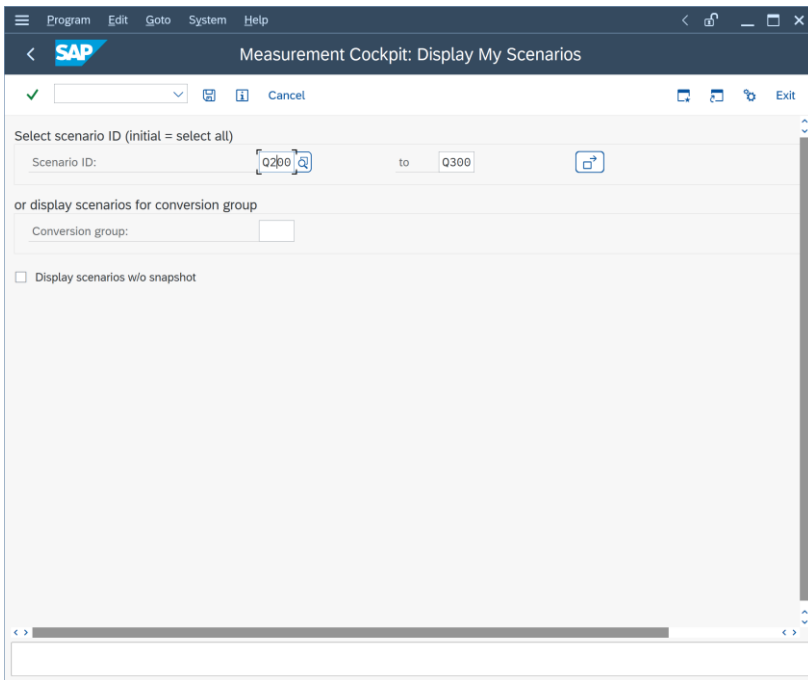 Program Edit Goto System Help
SAP Measurement Cockpit: Display My Scenarios
Cancel Exit
Select scenario ID (initial = select all)
Scenario ID: Q200 to Q300
or display scenarios for conversion group
Conversion group:
Display scenarios w/o snapshot